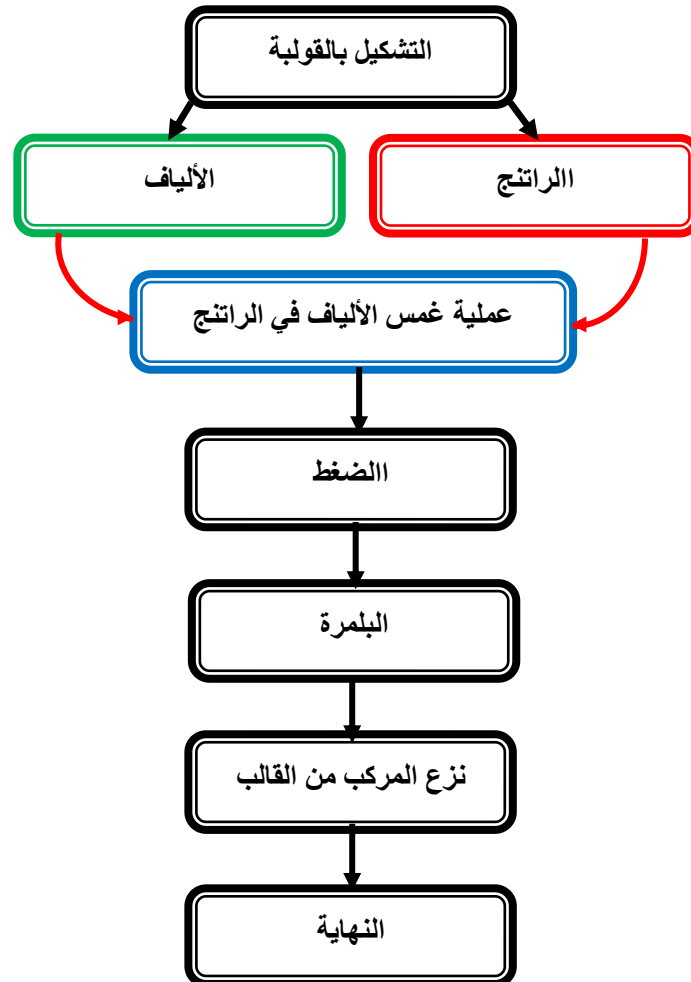 التشكيل بالقولبة
االراتنج
الألياف
عملية غمس الألياف في الراتنج
االضغط
البلمرة
نزع المركب من القالب
النهاية